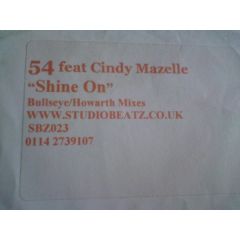 54 feat Cindy Mazelle
“Shine On”
Bullseye/Howarth Mixes
WWW.STUDIOBEATZ.CO.UK
SBZ023
0114 2739107